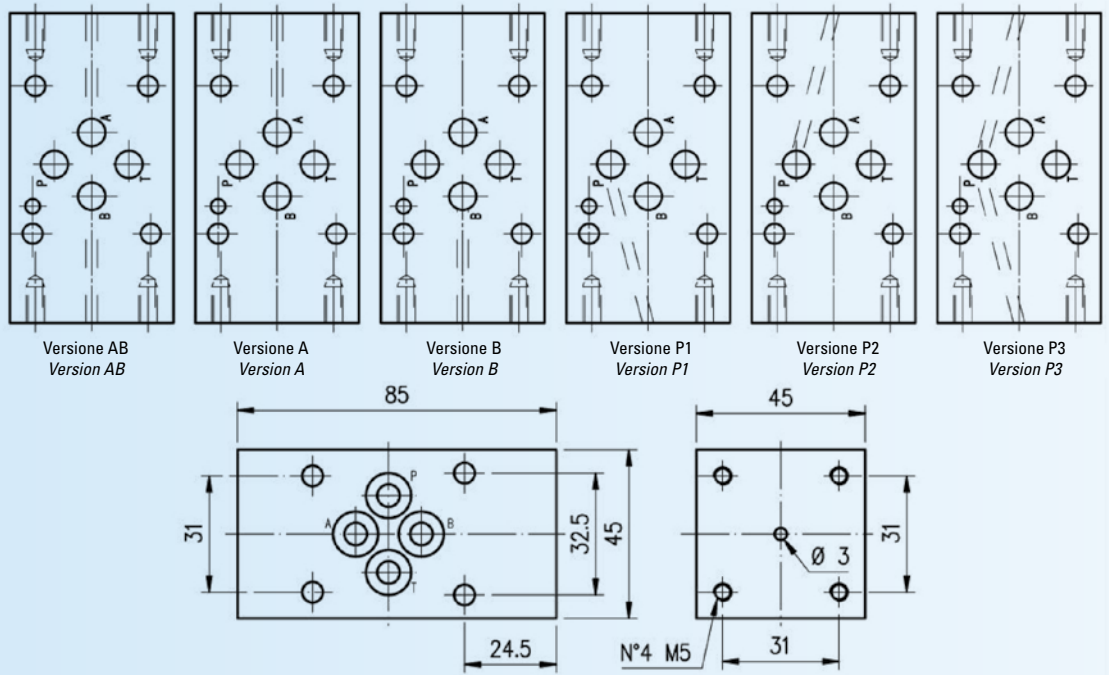 A
P
T
B
A
P
T
B
A
P
T
B
A
P
T
B
A
P
T
B
A
P
T
B
Versione AB
Version AB
Versione A
Version A
Versione B
Version B
Versione P1
Version P1
Versione P2
Version P2
Versione P3
Version P3
85
45
P
A
B
T
31
32.5
45
24.5
Ø 3
31
N°4 M5
31